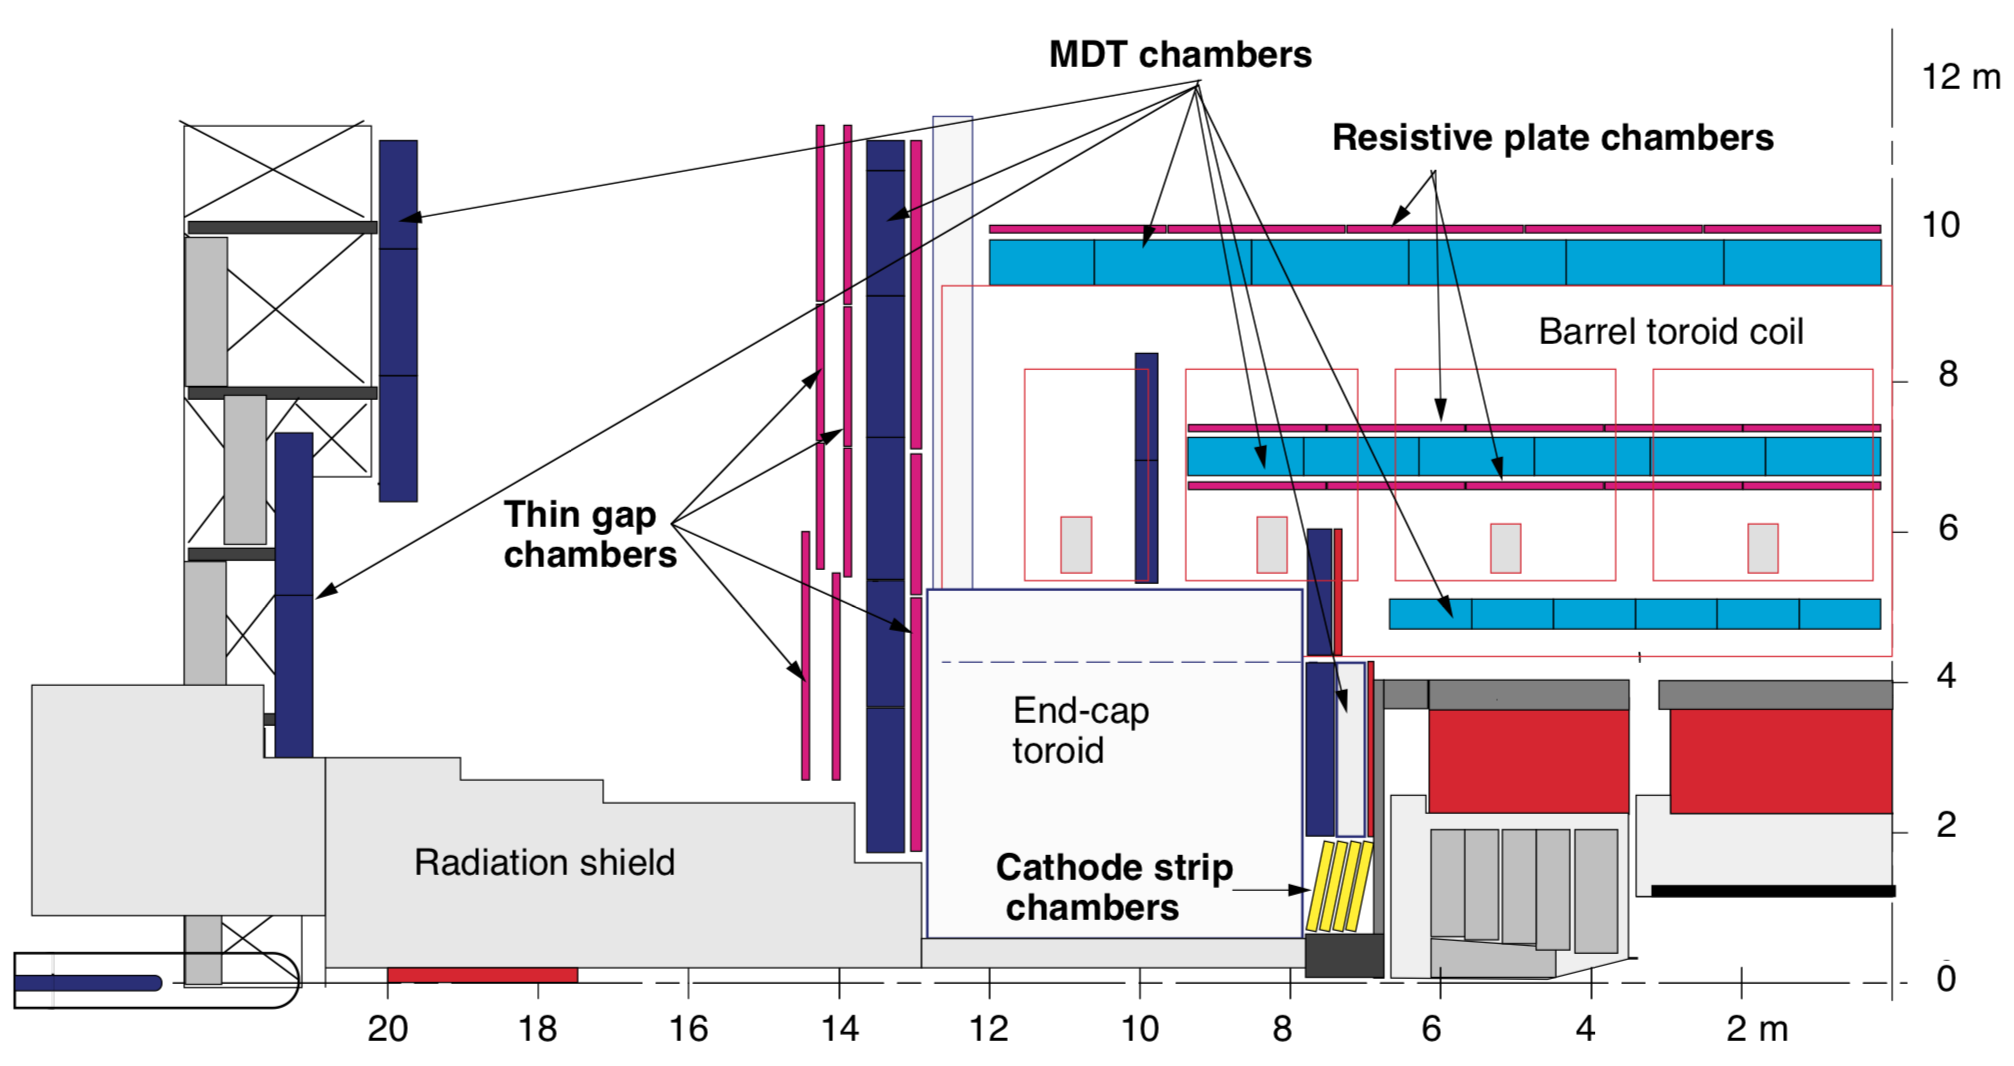 MDT chambers
12 m
Resistive plate chambers
10
Barrel toroid coil
8
Thin gap
chambers
6
End-cap
toroid
4
Radiation shield
Cathode strip
chambers
2
0
20 18 16 14 12 10 8 6 4 2 m